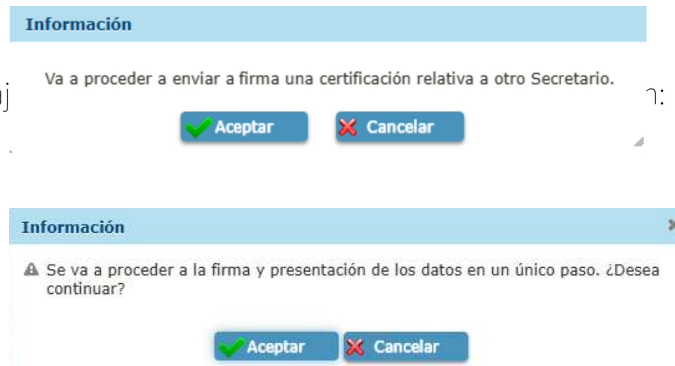 Información
Va a proceder a enviar a firma una certificación relativa a otro Secretario.
Aceptar Cancelar
Información
Se va a proceder a la firma y presentación de los datos en un único paso. ¿Desea
continuar?
Aceptar Cancelar